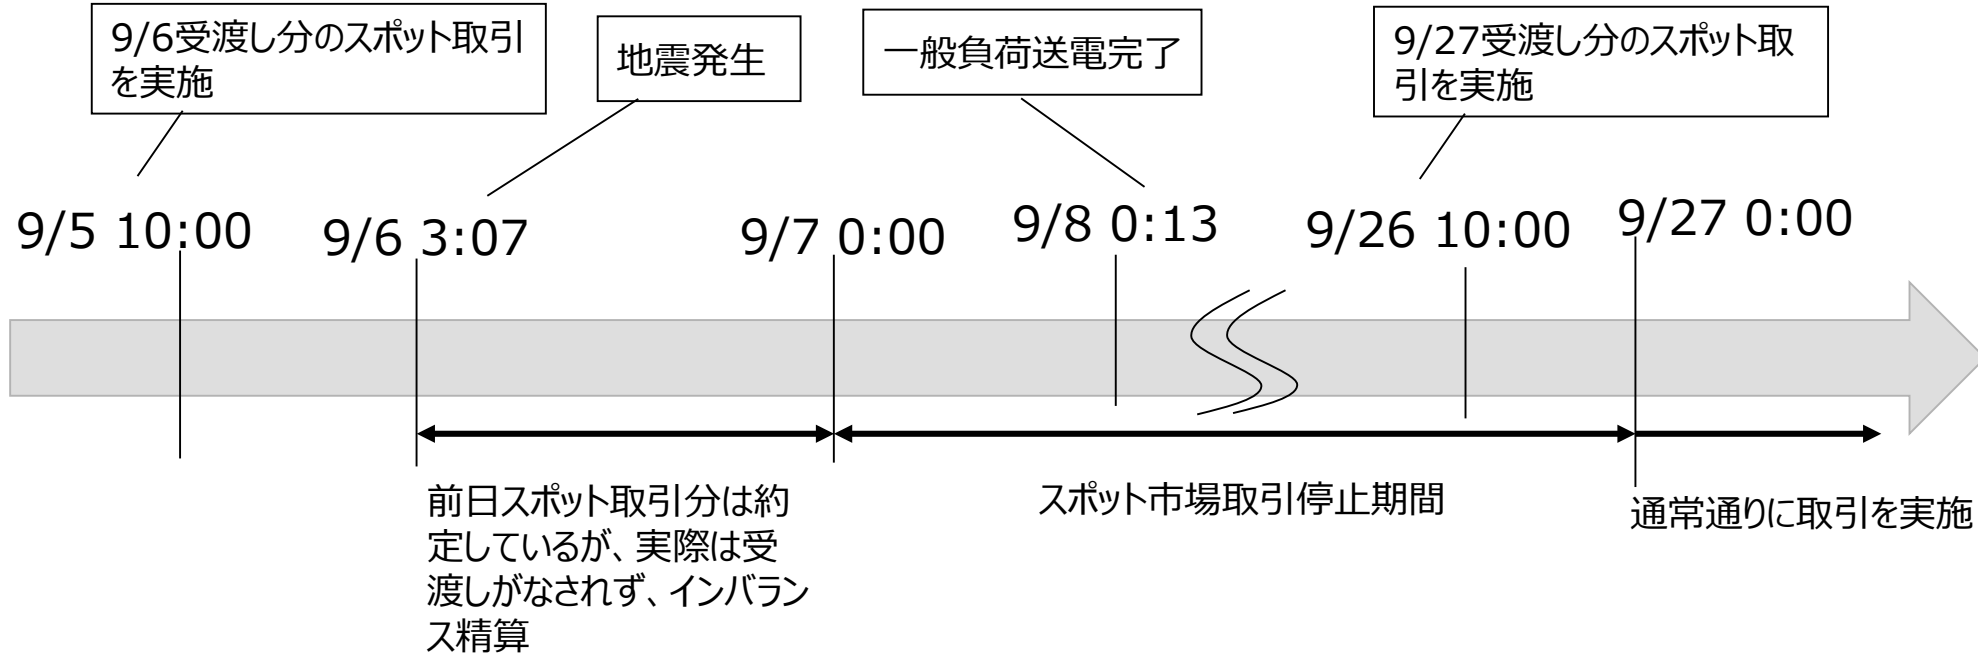 9/6受渡し分のスポット取引
を実施
地震発生
一般負荷送電完了
9/27受渡し分のスポット取
引を実施
9/5 10:00
9/6 3:07
9/7 0:00
9/8 0:13
9/26 10:00
9/27 0:00
前日スポット取引分は約
定しているが、実際は受
渡しがなされず、インバラン
ス精算
スポット市場取引停止期間
通常通りに取引を実施